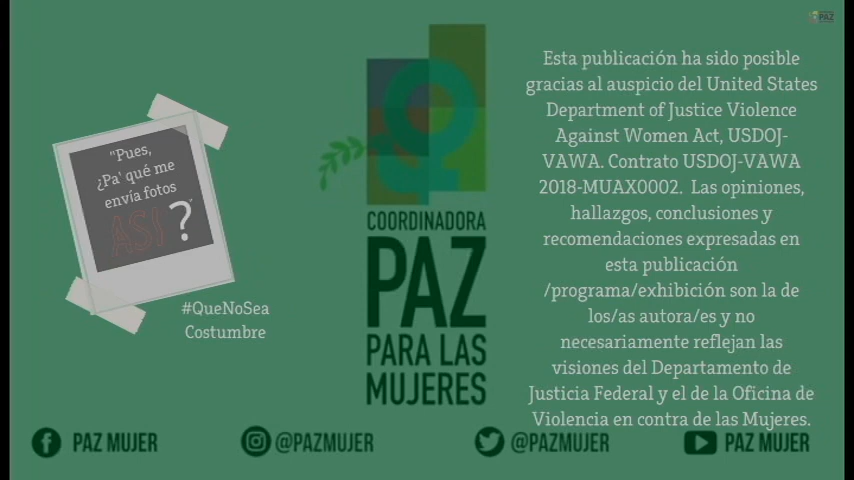 PAZ
"Pues,
¿Pa' qué me
envía fotos
ASI ?
#QueNoSea
Costumbre
COORDINADORA
PAZ
PARA LAS
MUJERES
Esta publicación ha sido posible
gracias al auspicio del United States
Department of Justice Violence
Against Women Act, USDOJ-
VAWA. Contrato USDOJ-VAWA
2018-MUAX0002. Las opiniones,
hallazgos, conclusiones y
recomendaciones expresadas en
esta publicación
/programa/exhibición son la de
los/as autora/es y no
necesariamente reflejan las
visiones del Departamento de
Justicia Federal y el de la Oficina de
Violencia en contra de las Mujeres.
PAZ MUJER @PAZMUJER @PAZMUJER PAZ MUJER